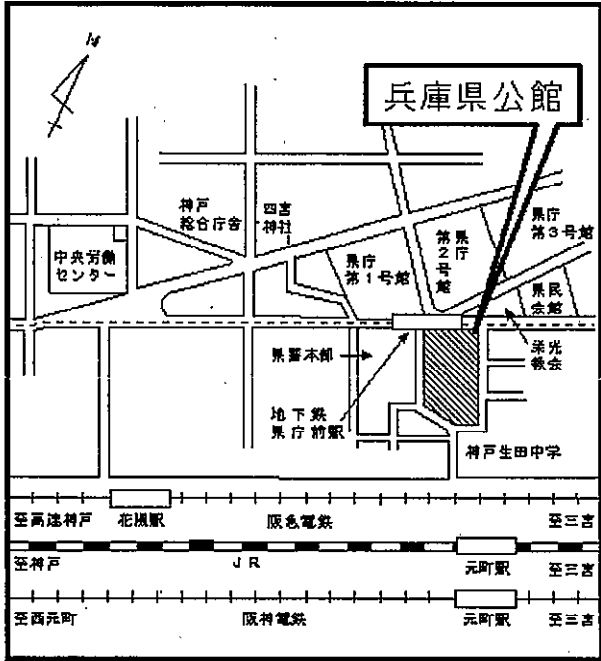 N
兵庫県公館
神戸
総合庁舎
四宮
神社
中央労働
センター
県庁
第1号館
県庁
第2号館
県庁
第3号館
県民
会館
栄光
教会
県警本部
地下鉄
県庁前駅
神戸生田中学
至高速神戸
花隈駅
阪急電鉄
至三宮
至神戸
JR
元町駅
至三宮
至西元町
阪神電鉄
元町駅
至三宮